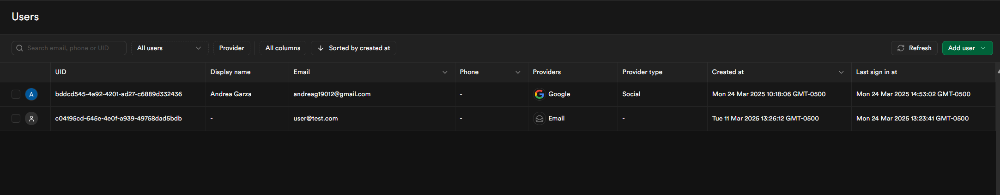 Users
Search email, phone or UID All users Provider All columns Sorted by created at Refresh Add user
UID Display name Email Phone Providers Provider type Created at Last sign in at
A bddcd545-4a92-4201-ad27-c6889d332436 Andrea Garza andreag19012@gmail.com - Google Social Mon 24 Mar 2025 10:18:06 GMT-0500 Mon 24 Mar 2025 14:53:02 GMT-0500
c04195cd-645e-4e0f-a939-49758dad5bdb - user@test.com - Email - Tue 11 Mar 2025 13:26:12 GMT-0500 Mon 24 Mar 2025 13:23:41 GMT-0500